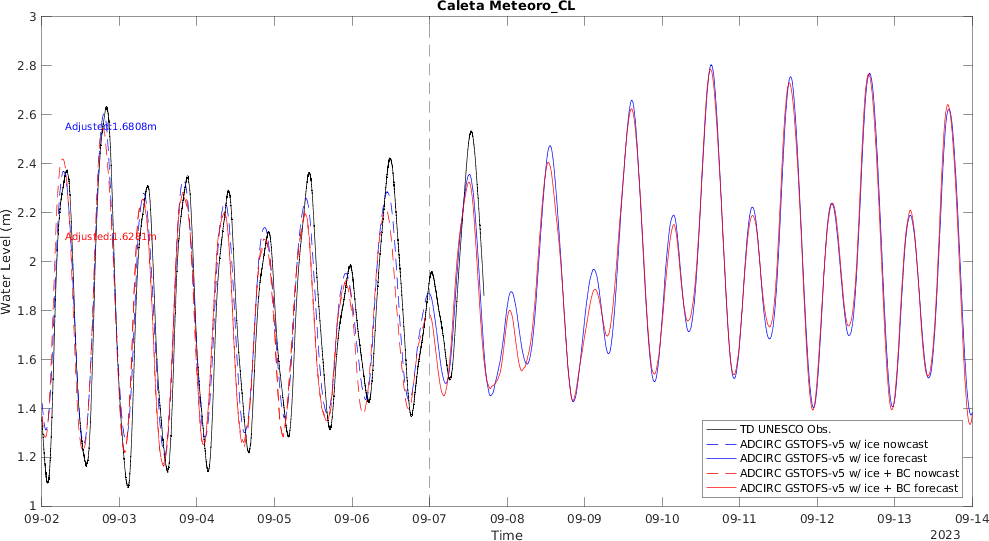 Caleta Meteoro_CL
3
2.8
2.6
2.4
2.2
2
1.8
1.6
1.4
1.2
1
Water Level (m)
Adjusted:1.6808m
Adjusted:1.6281m
TD UNESCO Obs.
ADCIRC GSTOFS-v5 w/ ice nowcast
ADCIRC GSTOFS-v5 w/ ice forecast
ADCIRC GSTOFS-v5 w/ ice + BC nowcast
ADCIRC GSTOFS-v5 w/ ice + BC forecast
09-02 09-03 09-04 09-05 09-06 09-07 09-08 09-09 09-10 09-11 09-12 09-13 09-14
Time
2023